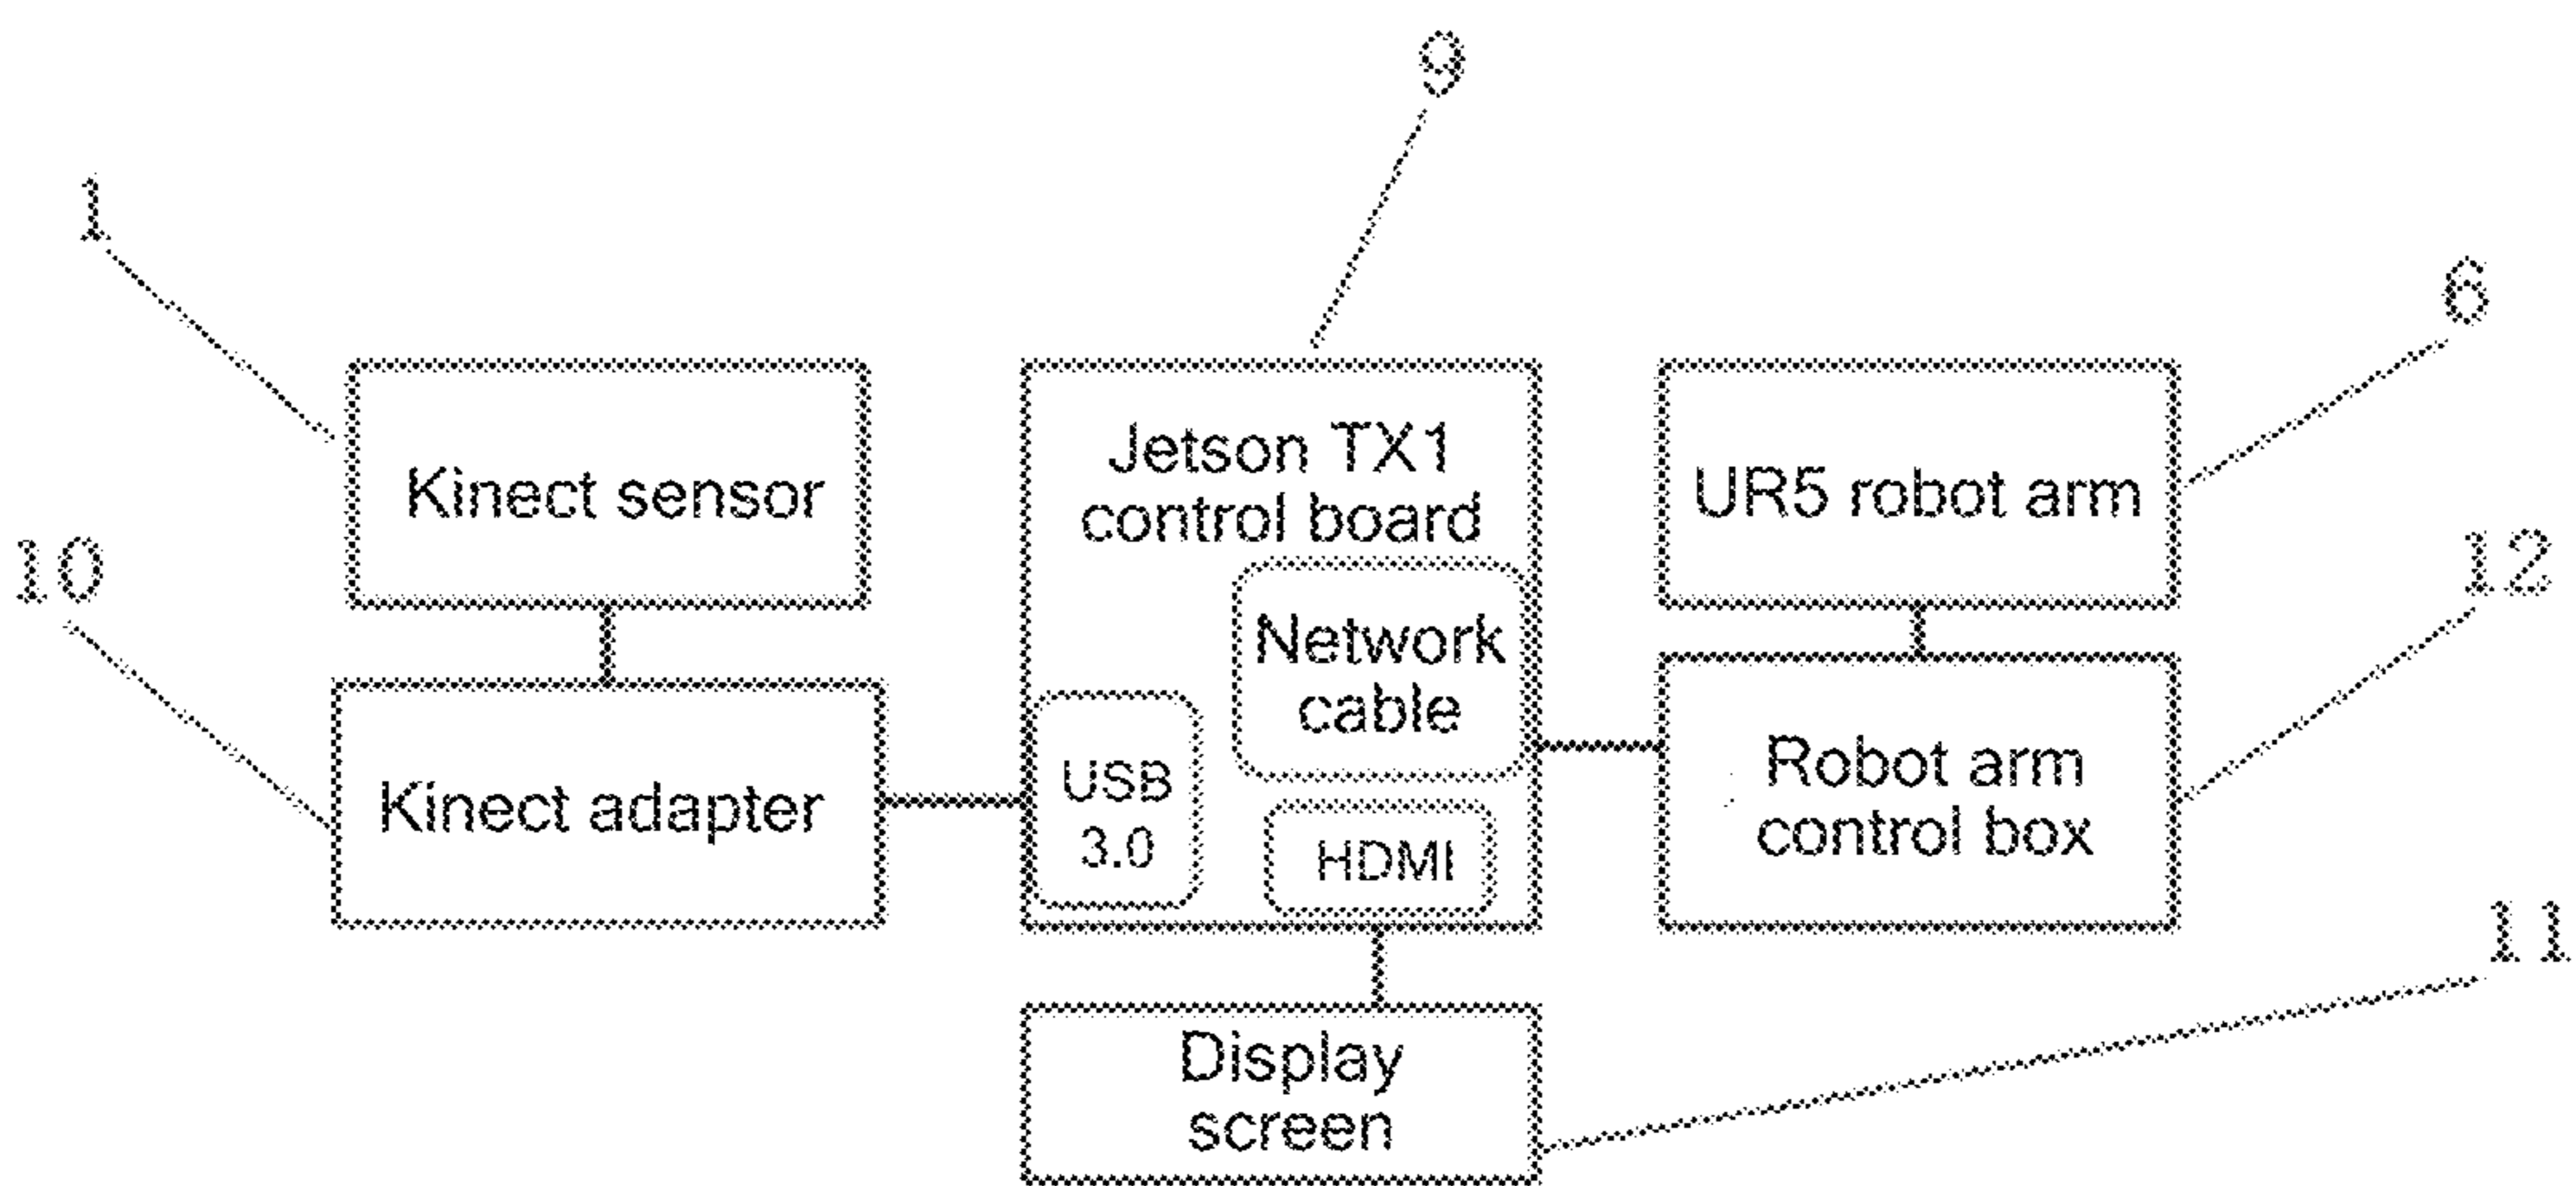 9
1
6
Kinect sensor
Jetson TX1
control board
UR5 robot arm
10
12
Network
cable
Kinect adapter
USB
3.0
HDMI
Robot arm
control box
11
Display
screen